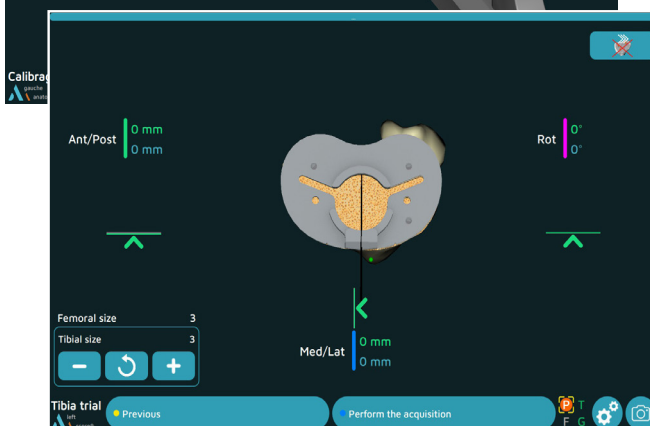 Calibrag
gauche
Ant/Post
0 mm
0 mm
Rot
0°
0°
Femoral size 3
Tibial size 3
Med/Lat
0 mm
0 mm
Tibia trial
left
Previous
Perform the acquisition
P T
F G